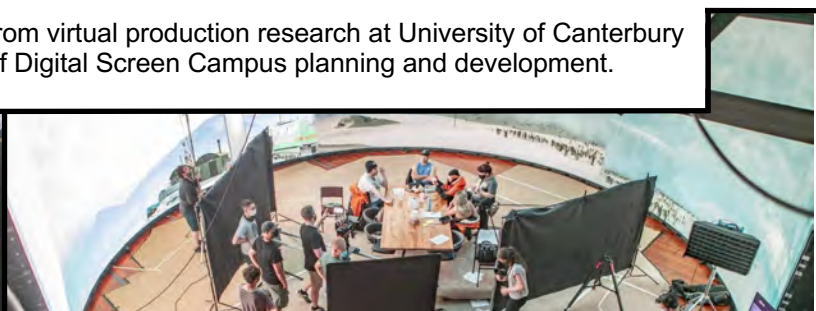 rom virtual production research at University of Canterbury
f Digital Screen Campus planning and development.